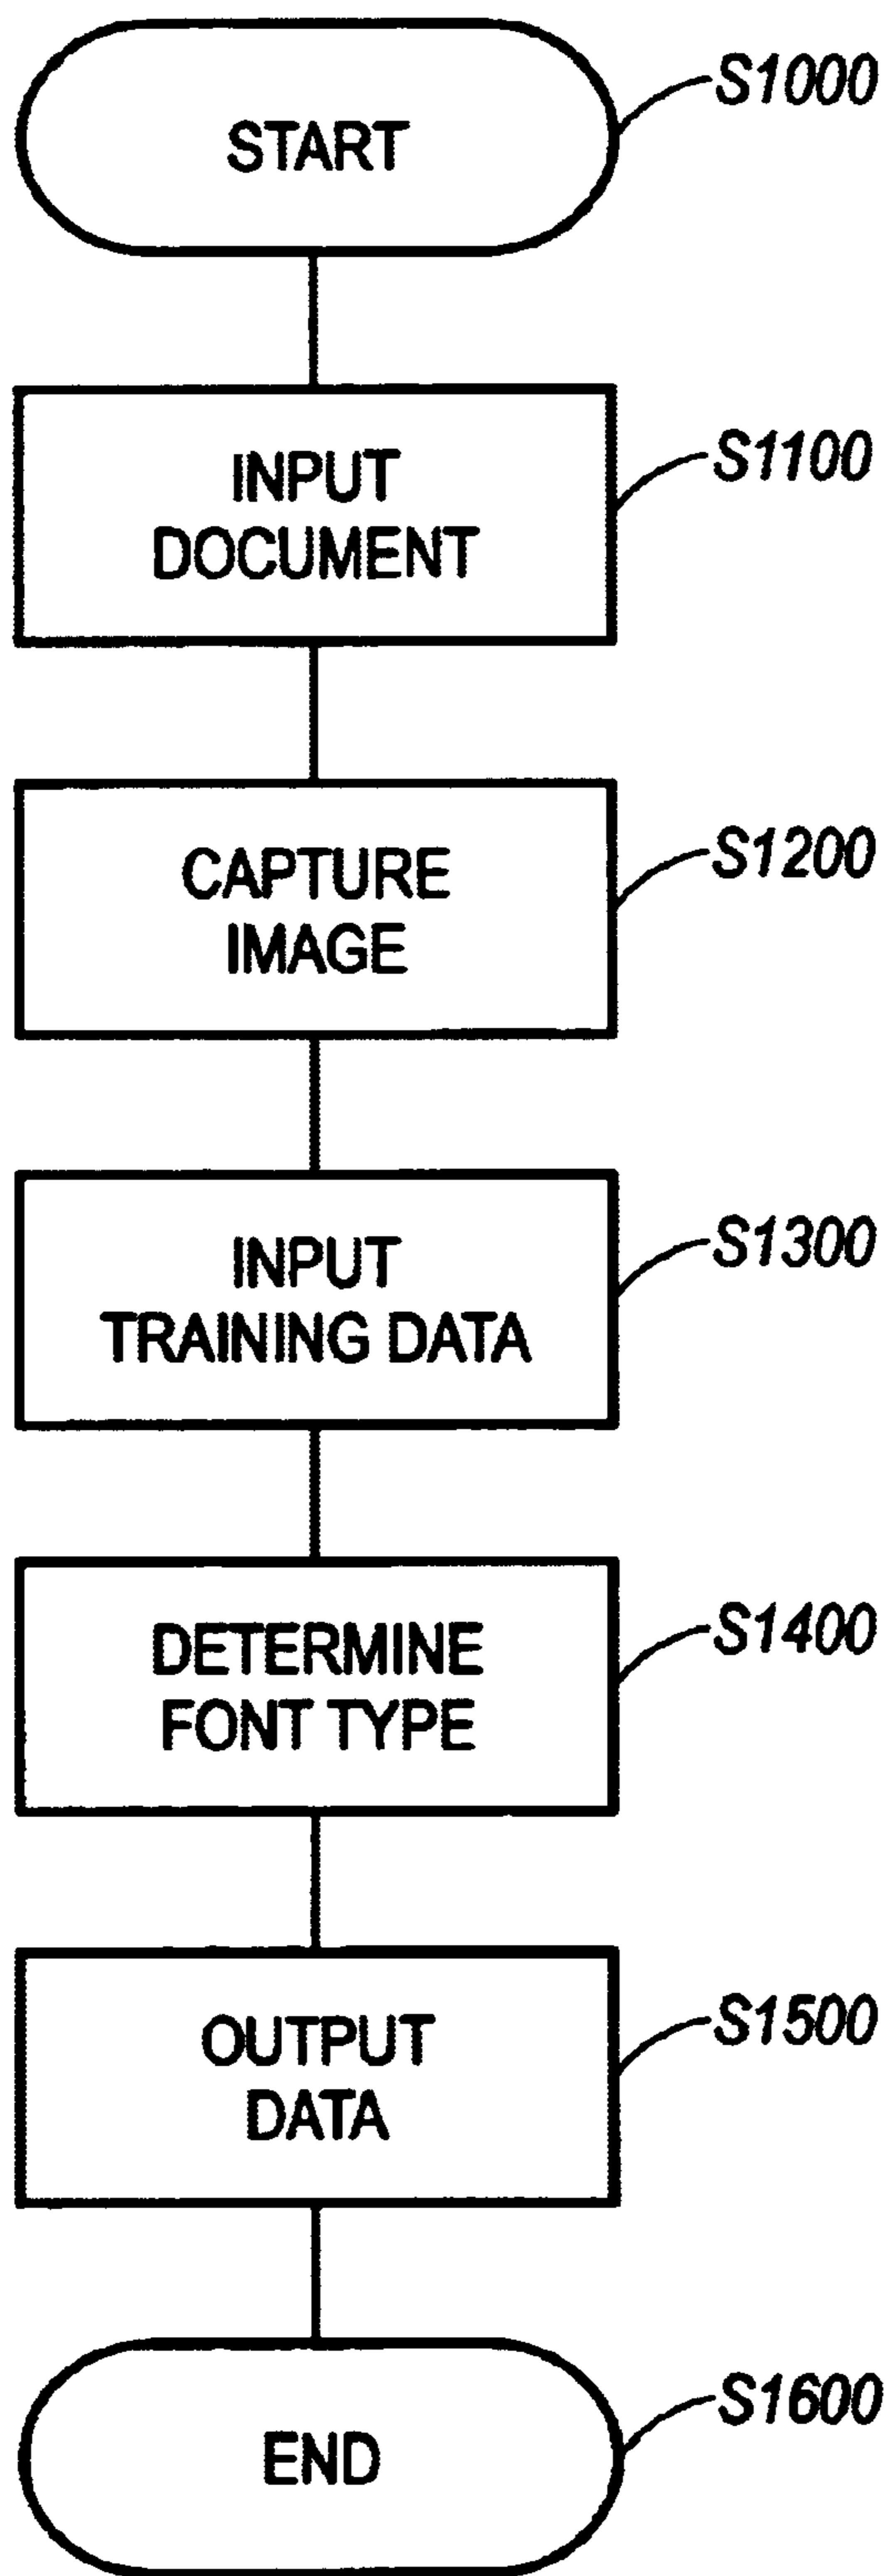 START
S1000
INPUT
DOCUMENT
S1100
CAPTURE
IMAGE
S1200
INPUT
TRAINING DATA
S1300
DETERMINE
FONT TYPE
S1400
OUTPUT
DATA
S1500
END
S1600